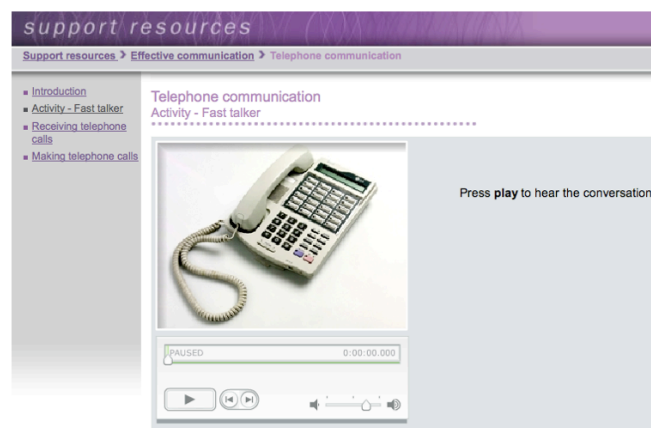 support resources
Support resources > Effective communication > Telephone communication
Introduction
Activity - Fast talker
Receiving telephone
calls
Making telephone calls
Telephone communication
Activity - Fast talker
Press play to hear the conversation
PAUSED 0:00:00.000